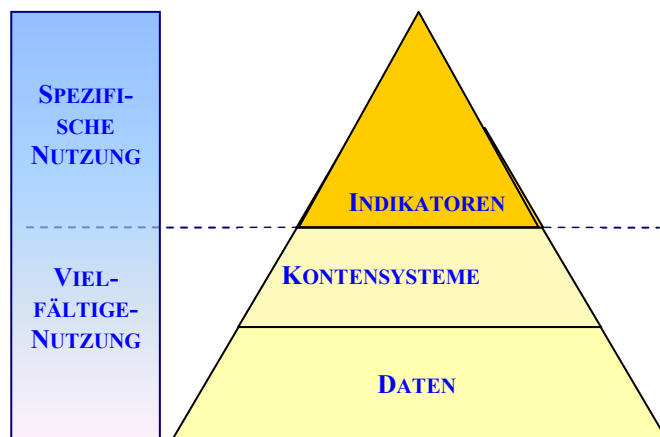 SPEZIFI-
SCHE
NUTZUNG
INDIKATOREN
VIEL-
FÄLTIGE-
NUTZUNG
KONTENSYSTEME
DATEN